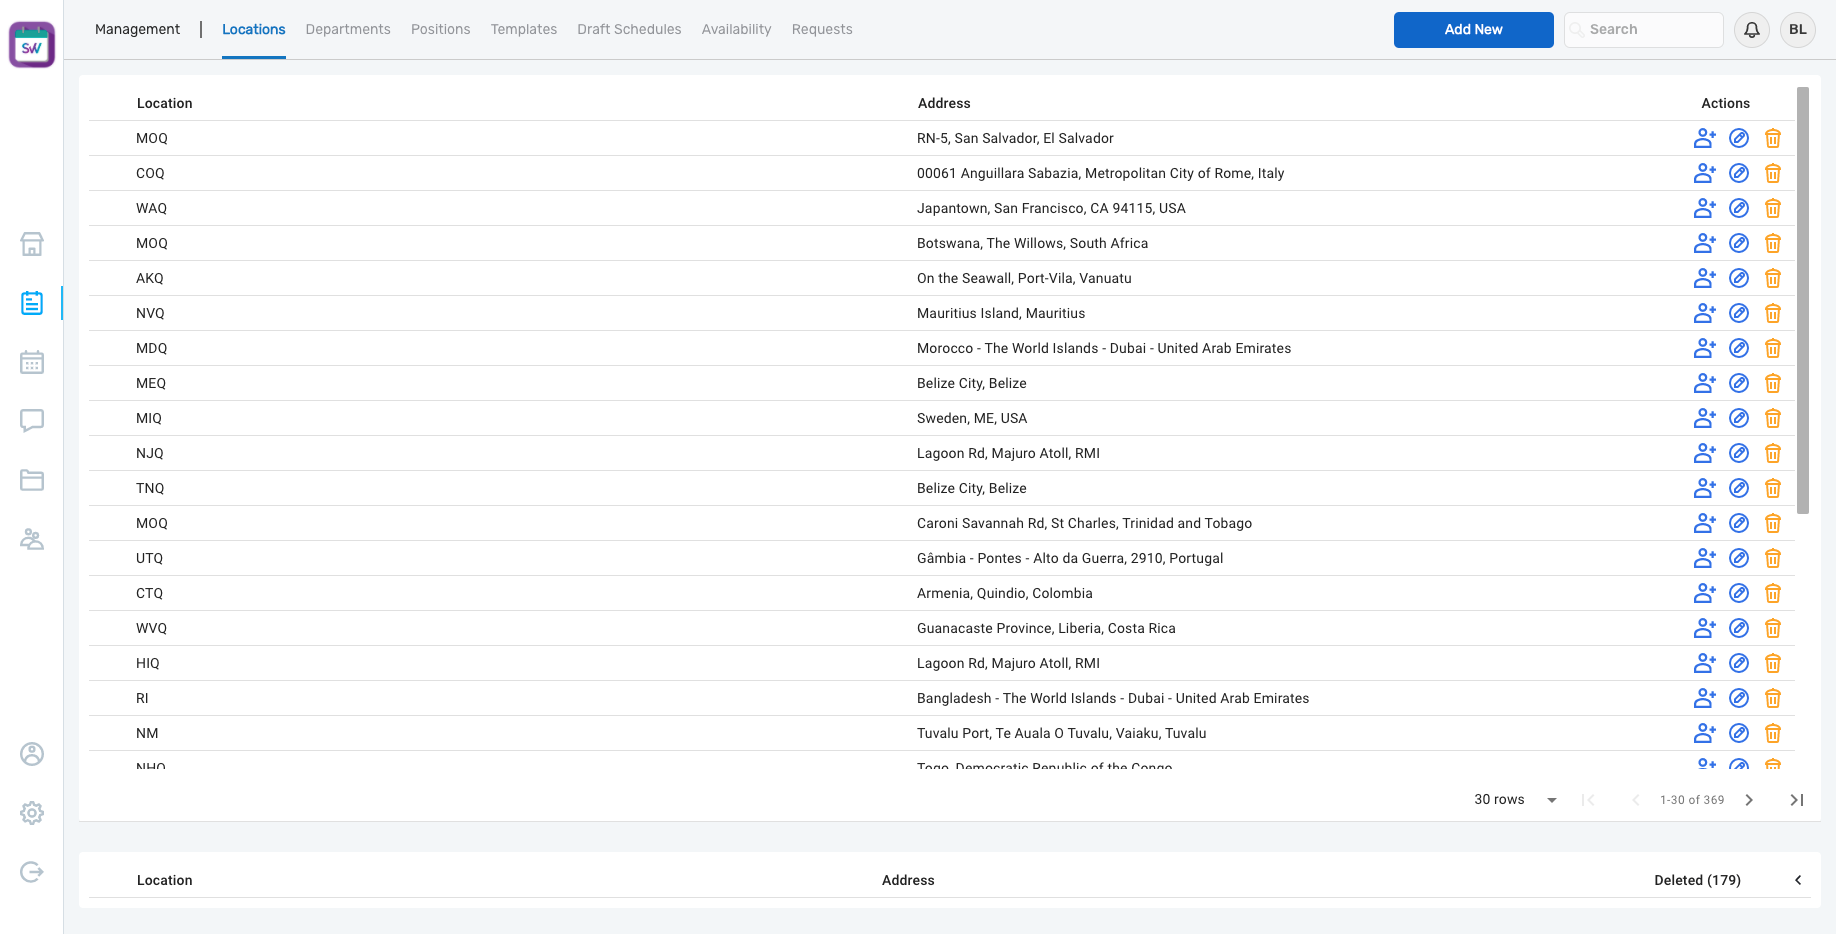 SW
Management | Locations Departments Positions Templates Draft Schedules Availability Requests Add New Search BL
Location Address Actions
MOQ RN-5, San Salvador, El Salvador
COQ 00061 Anguillara Sabazia, Metropolitan City of Rome, Italy
WAQ Japantown, San Francisco, CA 94115, USA
MOQ Botswana, The Willows, South Africa
AKQ On the Seawall, Port-Vila, Vanuatu
NVQ Mauritius Island, Mauritius
MDQ Morocco - The World Islands - Dubai - United Arab Emirates
MEQ Belize City, Belize
MIQ Sweden, ME, USA
NJQ Lagoon Rd, Majuro Atoll, RMI
TNQ Belize City, Belize
MOQ Caroni Savannah Rd, St Charles, Trinidad and Tobago
UTQ Gâmbia - Pontes - Alto da Guerra, 2910, Portugal
CTQ Armenia, Quindio, Colombia
WVQ Guanacaste Province, Liberia, Costa Rica
HIQ Lagoon Rd, Majuro Atoll, RMI
RI Bangladesh - The World Islands - Dubai - United Arab Emirates
NM Tuvalu Port, Te Auala O Tuvalu, Vaiaku, Tuvalu
NHQ Togo, Democratic Republic of the Congo
30 rows 1-30 of 369
Location Address Deleted (179)